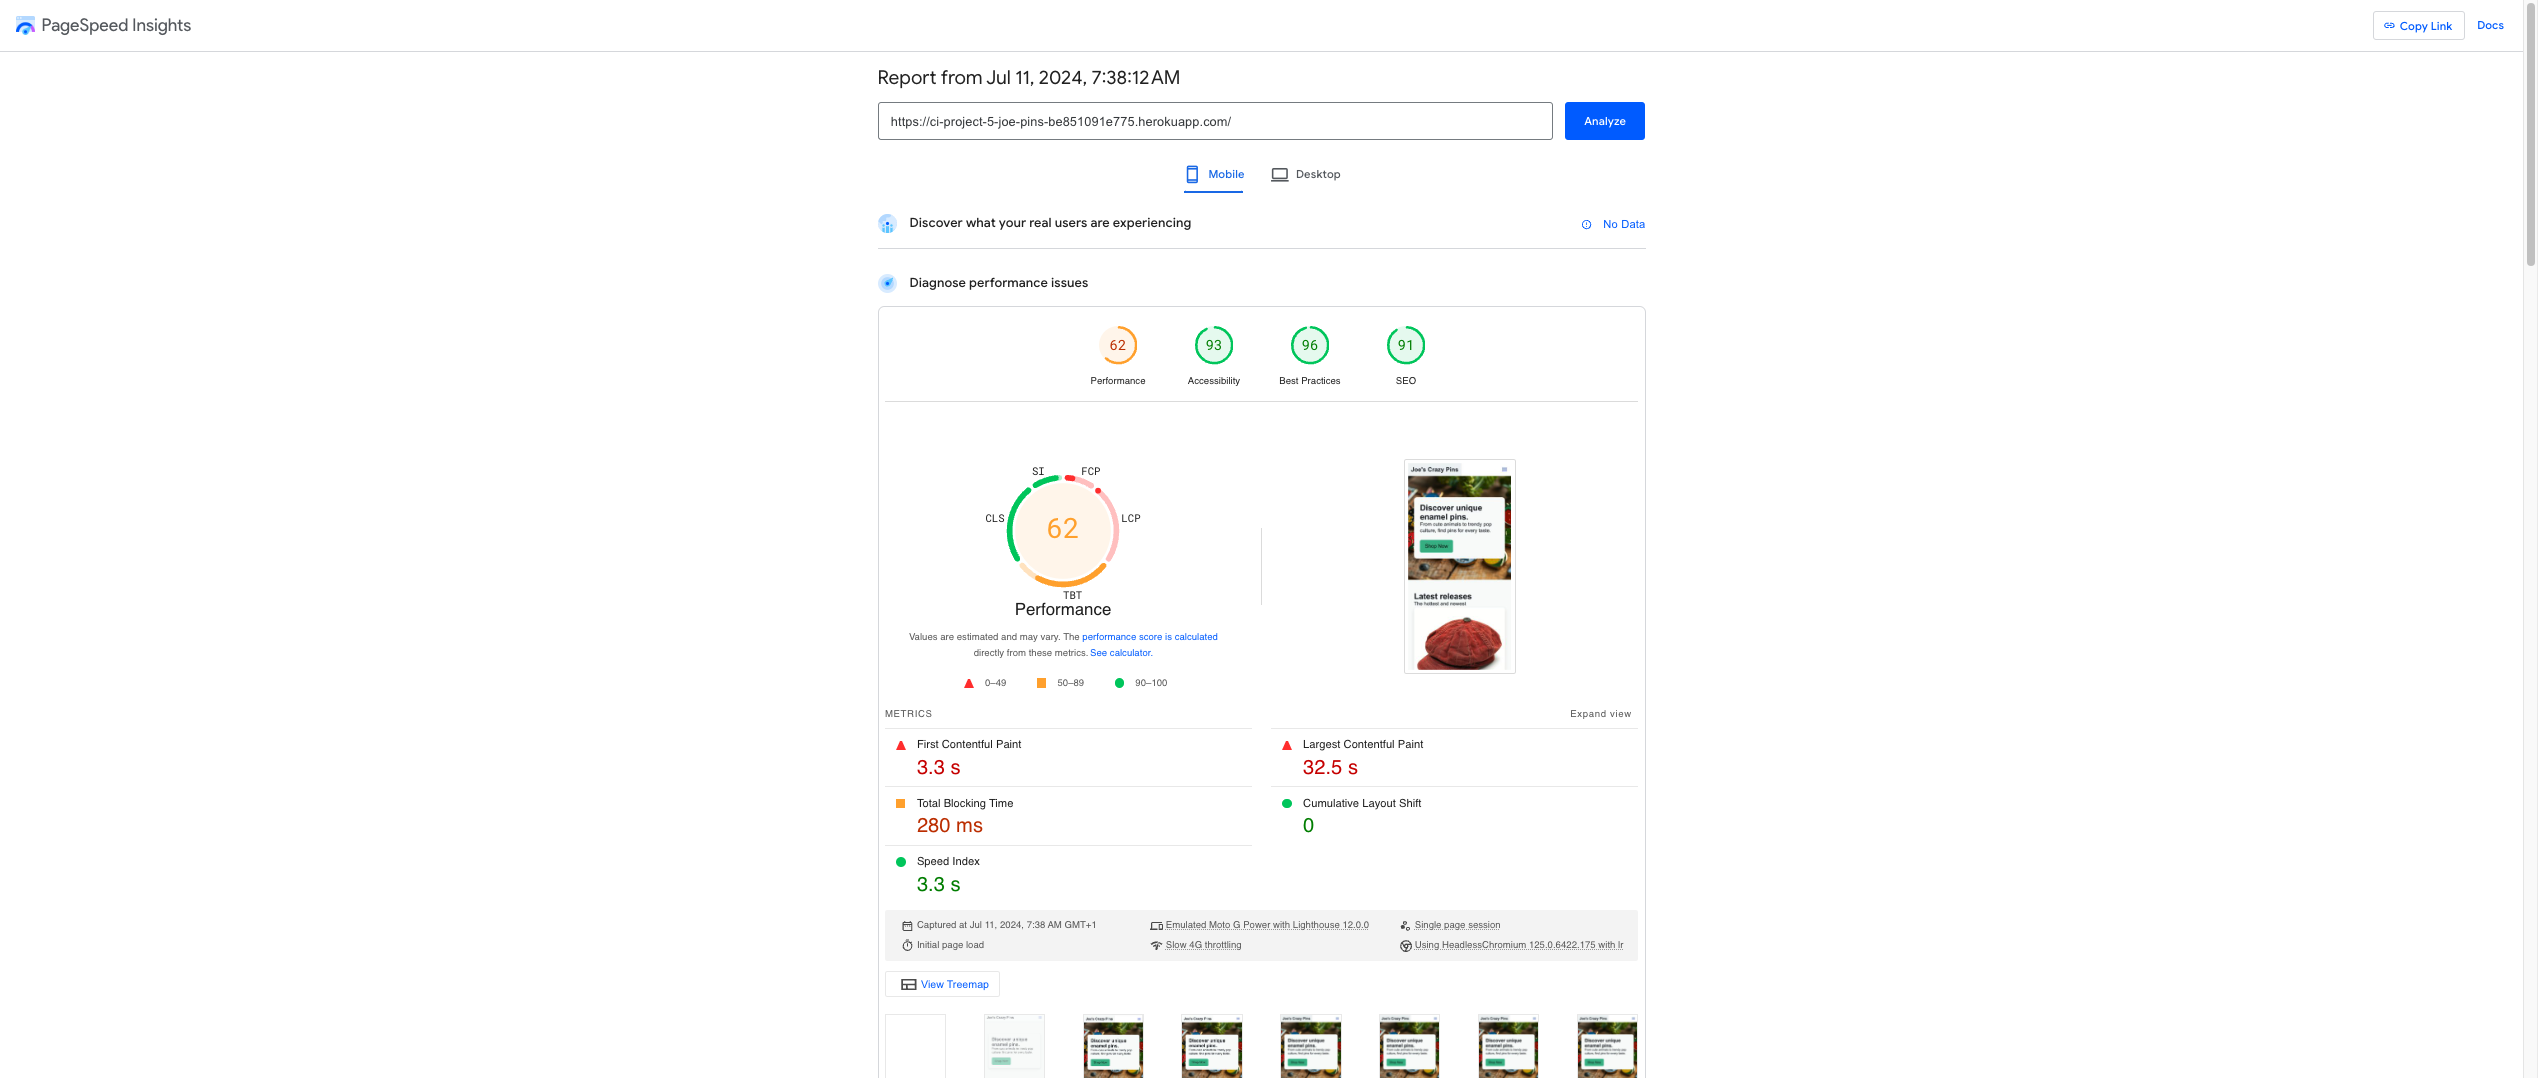 PageSpeed Insights
Copy Link
Docs
Report from Jul 11, 2024, 7:38:12 AM
https://ci-project-5-joe-pins-be851091e775.herokuapp.com/
Analyze
Mobile
Desktop
Discover what your real users are experiencing
No Data
Diagnose performance issues
62
93
96
91
Performance
Accessibility
Best Practices
SEO
SI
FCP
CLS
LCP
62
TBT
Performance
Values are estimated and may vary. The performance score is calculated
directly from these metrics. See calculator.
0–49
50–89
90–100
Joe's Crazy Pins
Discover unique
enamel pins.
From cute animals to trendy pop
culture, find pins for every taste.
Shop Now
Latest releases
The hottest and newest
METRICS
Expand view
First Contentful Paint
3.3 s
Largest Contentful Paint
32.5 s
Total Blocking Time
280 ms
Cumulative Layout Shift
0
Speed Index
3.3 s
Captured at Jul 11, 2024, 7:38 AM GMT+1
Emulated Moto G Power with Lighthouse 12.0.0
Single page session
Initial page load
Slow 4G throttling
Using HeadlessChromium 125.0.6422.175 with lr
View Treemap